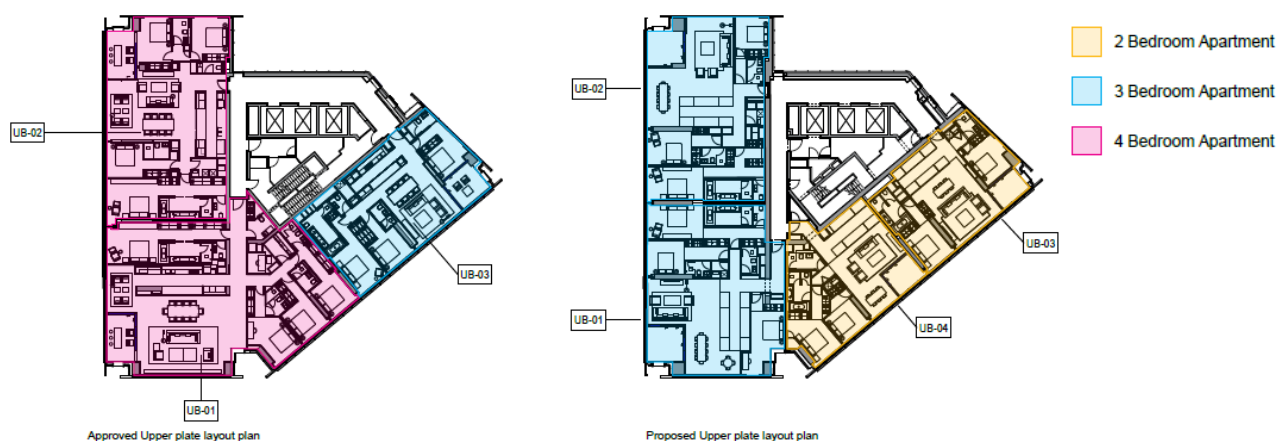 2 Bedroom Apartment
3 Bedroom Apartment
4 Bedroom Apartment
UB-02
UB-03
UB-01
Approved Upper plate layout plan
UB-02
UB-03
UB-01
UB-04
Proposed Upper plate layout plan